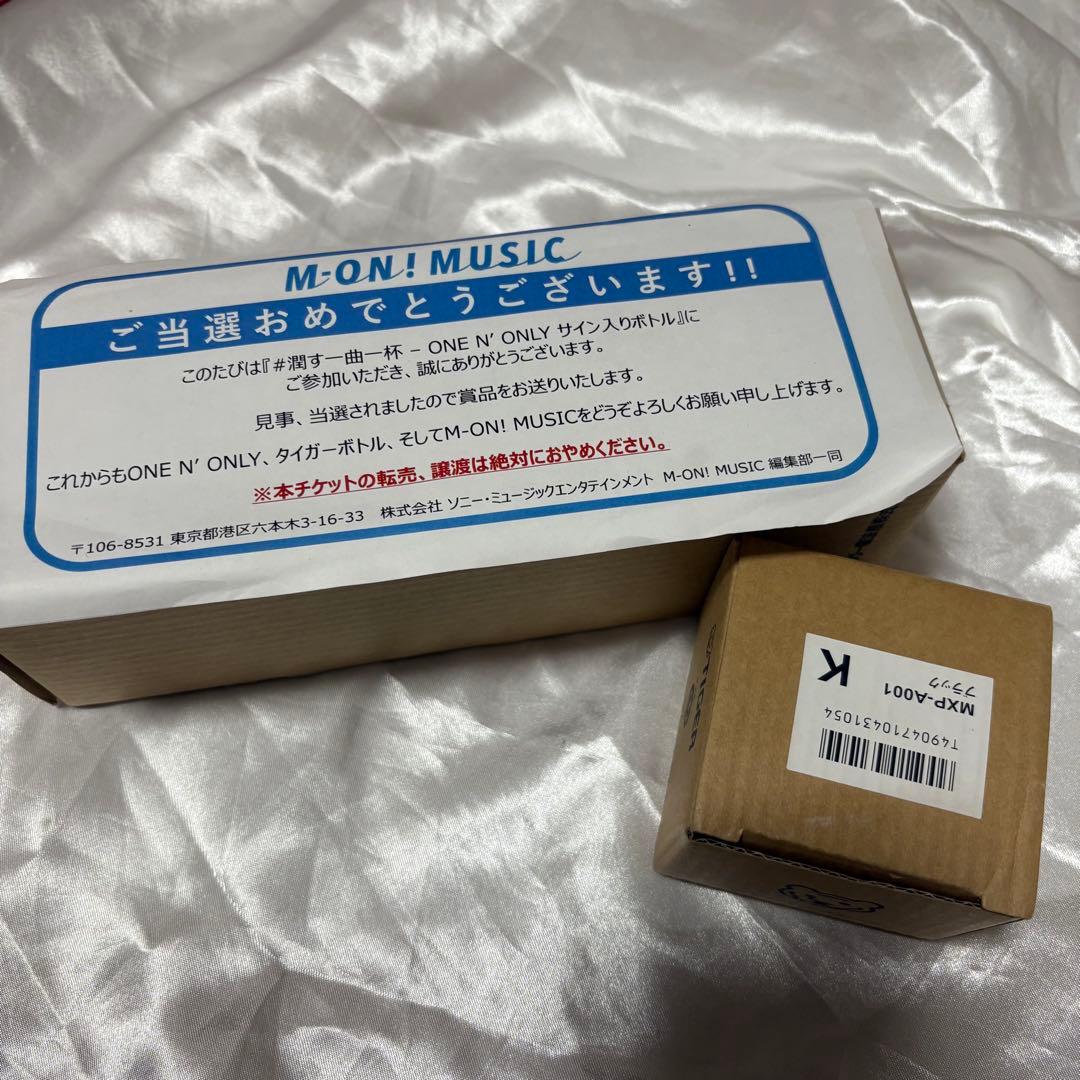 M-ON! MUSIC
ご当選おめでとうございます!!
このたびは『#潤す一曲一杯 – ONE N' ONLY サイン入りボトル』に
ご参加いただき、誠にありがとうございます。
見事、当選されましたので賞品をお送りいたします。
これからもONE N' ONLY、タイガーボトル、そしてM-ON! MUSICをどうぞよろしくお願い申し上げます。
※本チケットの転売、譲渡は絶対におやめください。
〒106-8531 東京都港区六本木3-16-33 株式会社 ソニー・ミュージックエンタテインメント M-ON! MUSIC 編集部一同
TIGER
K
MXP-A001
ブラック
T4904710431054